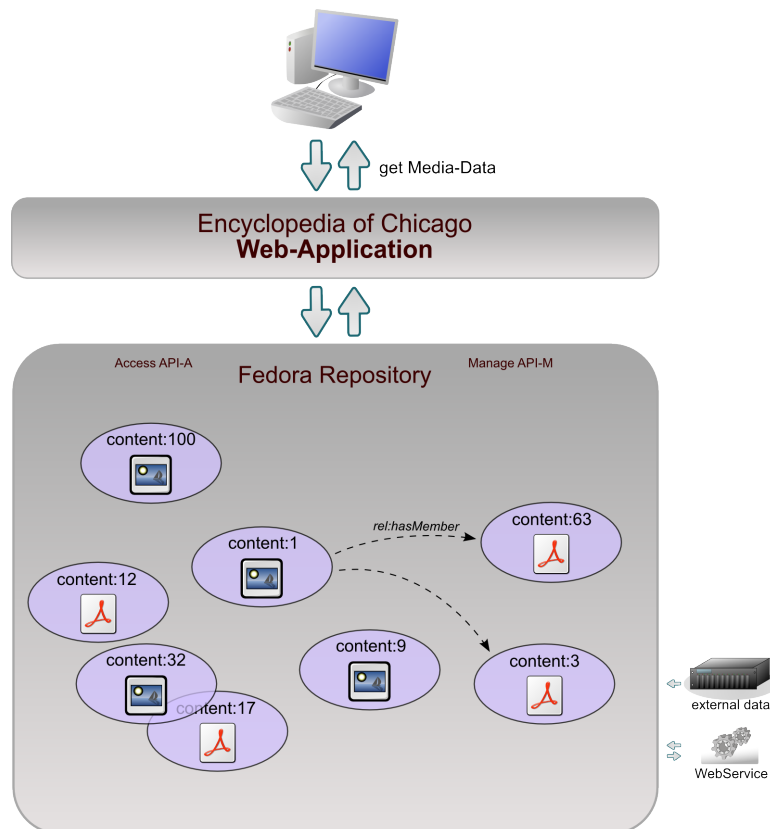 get Media-Data
Encyclopedia of Chicago
Web-Application
Access API-A
Fedora Repository
Manage API-M
content:100
content:1
rel:hasMember
content:63
content:12
content:32
content:9
content:3
content:17
external data
WebService